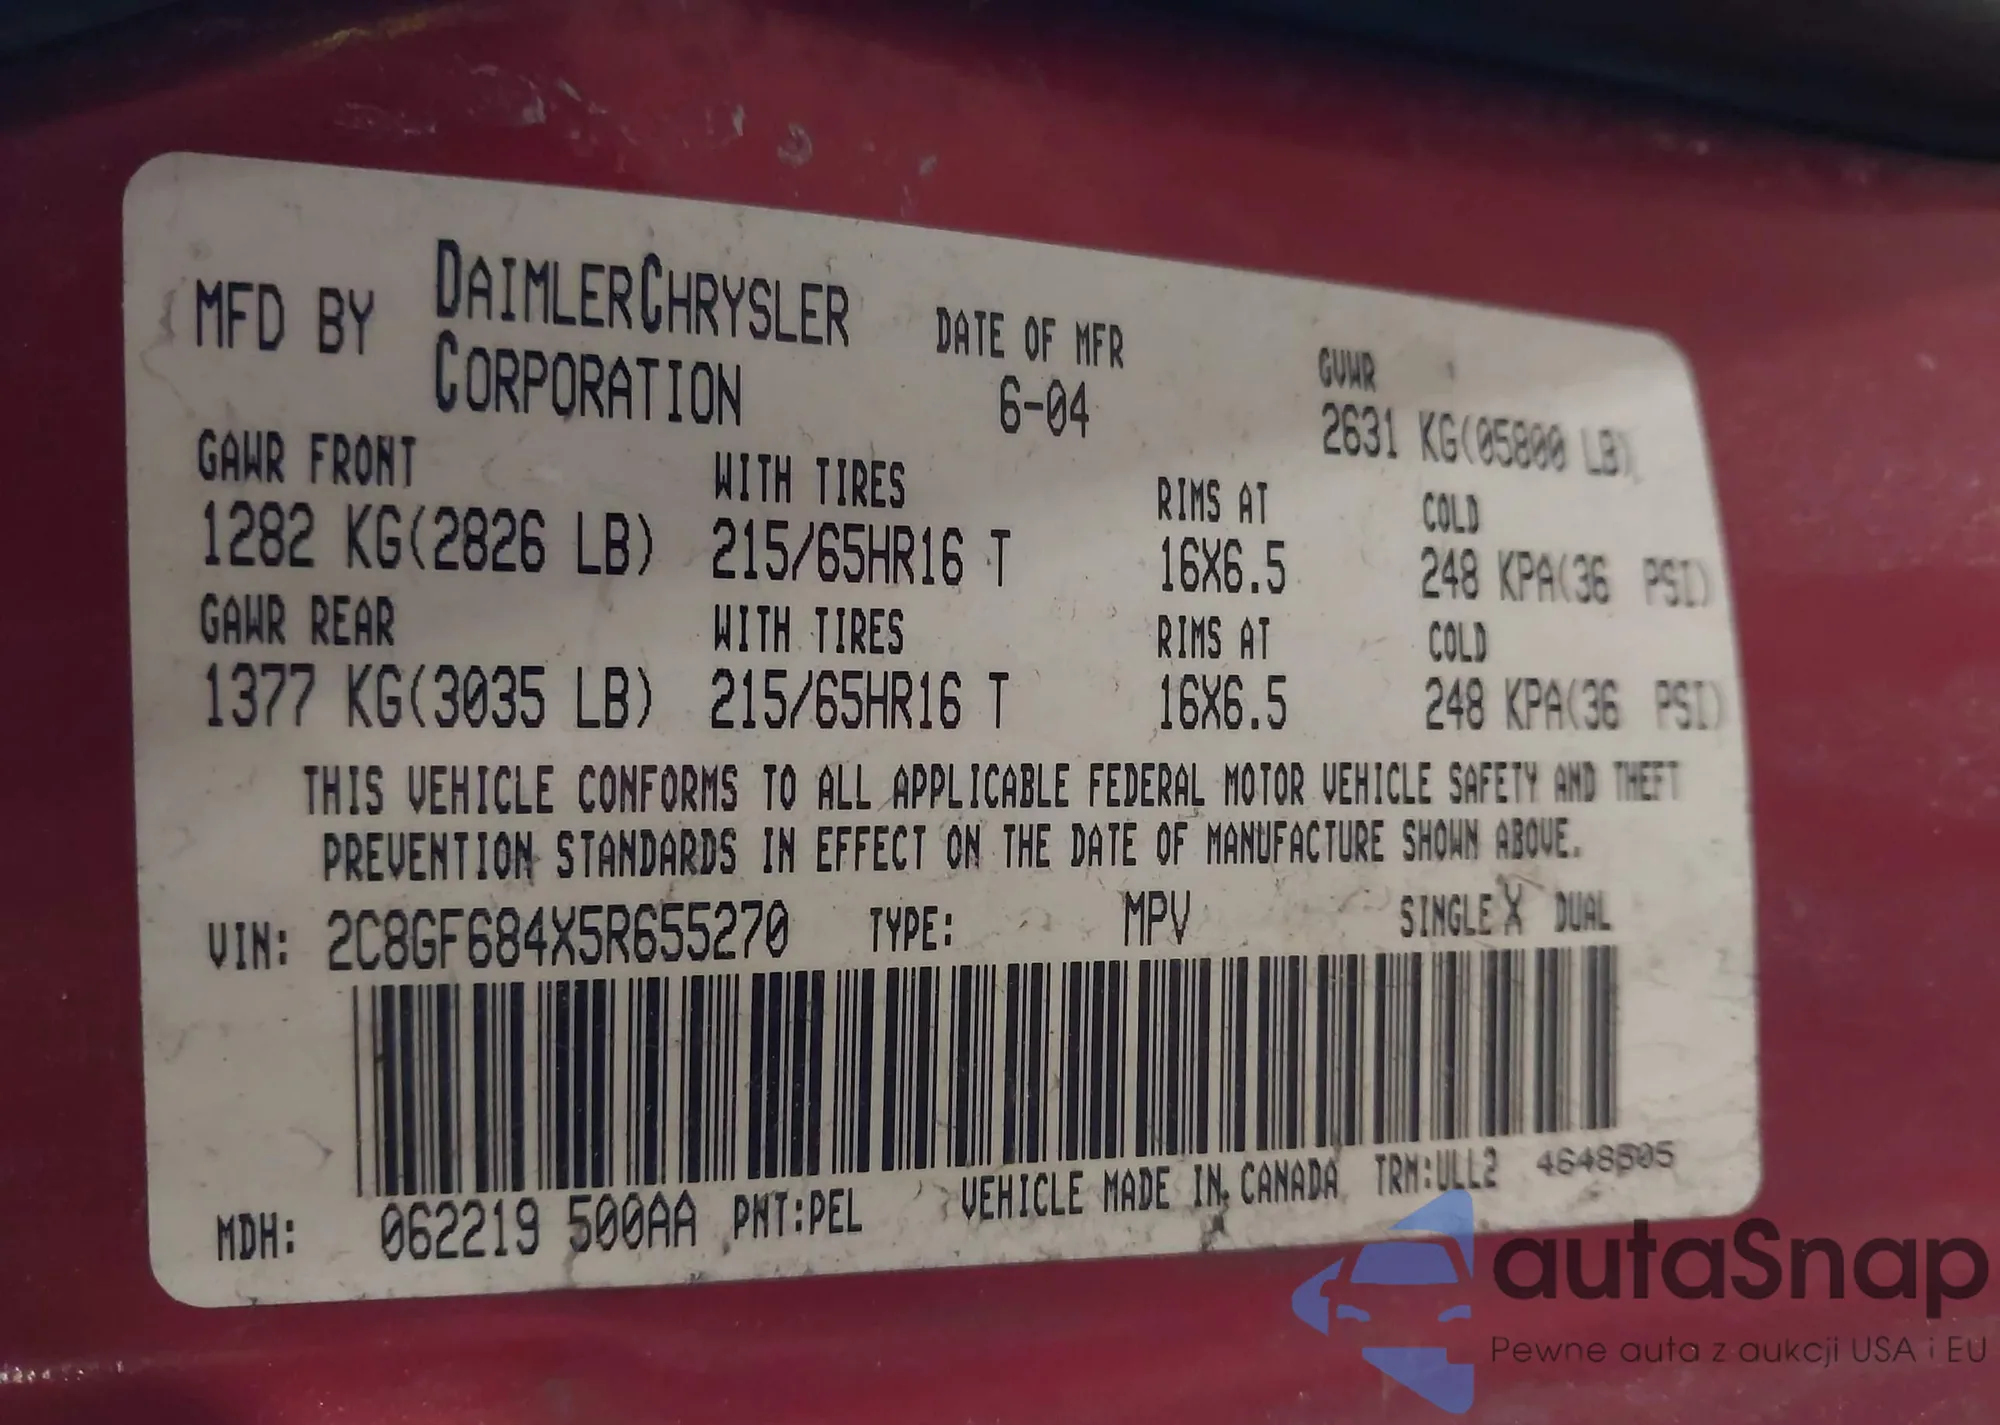 MFD BY DAIMLERCHRYSLER CORPORATION DATE OF MFR 6-04 GVWR 2631 KG(05800 LB)
GAWR FRONT WITH TIRES RIMS AT COLD
1282 KG(2826 LB) 215/65HR16 T 16X6.5 248 KPA(36 PSI)
GAWR REAR WITH TIRES RIMS AT COLD
1377 KG(3035 LB) 215/65HR16 T 16X6.5 248 KPA(36 PSI)
THIS VEHICLE CONFORMS TO ALL APPLICABLE FEDERAL MOTOR VEHICLE SAFETY AND THEFT
PREVENTION STANDARDS IN EFFECT ON THE DATE OF MANUFACTURE SHOWN ABOVE.
VIN: 2C8GF684X5R655270 TYPE: MPV SINGLE X DUAL
MDH: 062219 500AA PNT:PEL VEHICLE MADE IN CANADA TRM:ULL2
autaSnap
Pewne auta z aukcji USA i EU